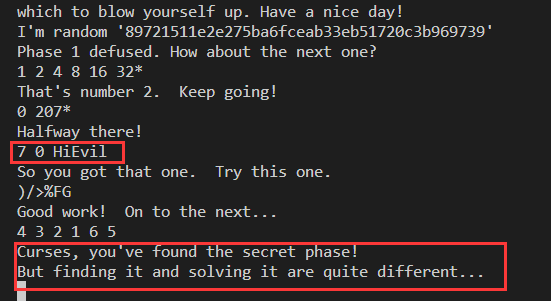 which to blow yourself up. Have a nice day!
I'm random '89721511e2e275ba6fceab33eb51720c3b969739'
Phase 1 defused. How about the next one?
1 2 4 8 16 32*
That's number 2.  Keep going!
0 207*
Halfway there!
7 0 HiEvil
So you got that one.  Try this one.
)/>%FG
Good work!  On to the next...
4 3 2 1 6 5
Curses, you've found the secret phase!
But finding it and solving it are quite different...